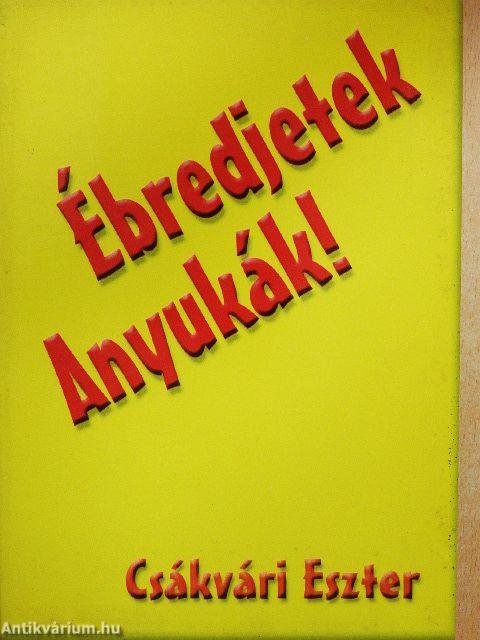 Ébredjetek
Anyukák!
Csákvári Eszter
Antikvárium.hu